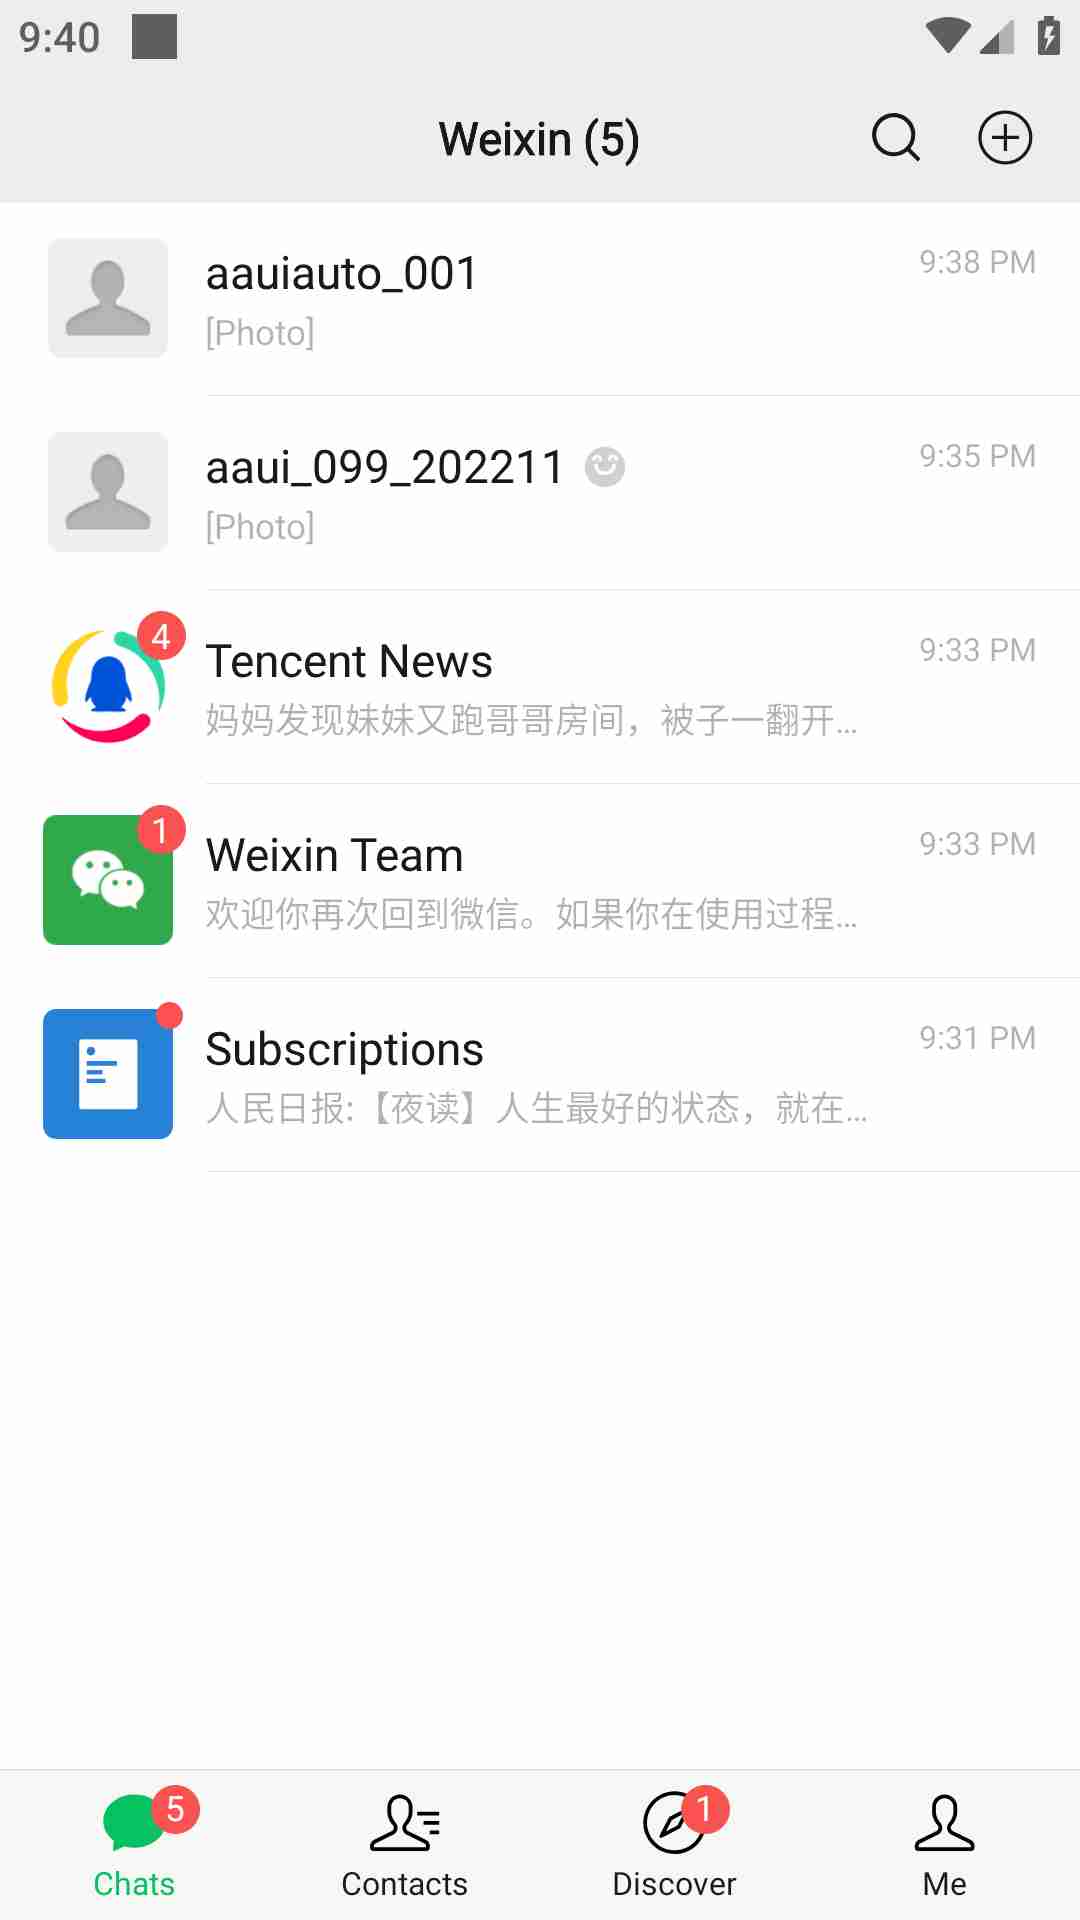 9:40
Weixin (5)
aauiauto_001
9:38 PM
[Photo]
aaui_099_202211
9:35 PM
[Photo]
4
Tencent News
9:33 PM
妈妈发现妹妹又跑哥哥房间，被子一翻开...
1
Weixin Team
9:33 PM
欢迎你再次回到微信。如果你在使用过程...
Subscriptions
9:31 PM
人民日报:【夜读】人生最好的状态，就在...
5
1
Chats
Contacts
Discover
Me